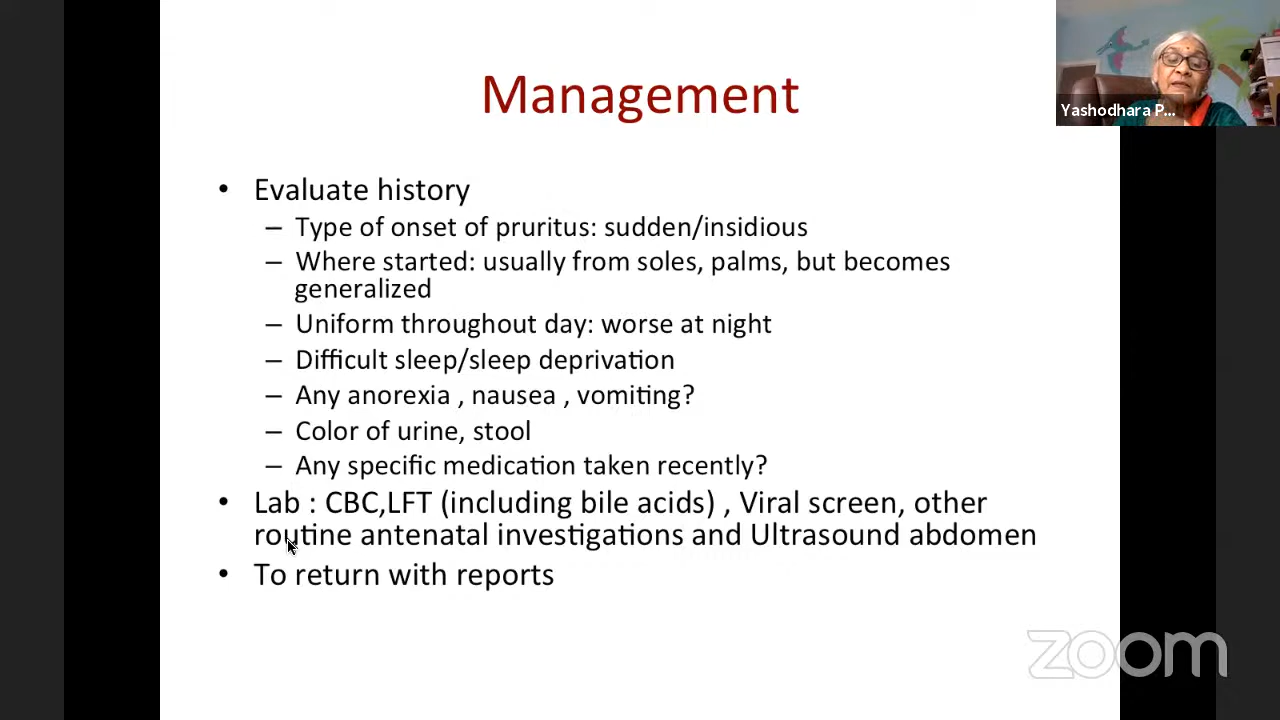 Management
Yashodhara P...
• Evaluate history
– Type of onset of pruritus: sudden/insidious
– Where started: usually from soles, palms, but becomes
generalized
– Uniform throughout day: worse at night
– Difficult sleep/sleep deprivation
– Any anorexia , nausea , vomiting?
– Color of urine, stool
– Any specific medication taken recently?
• Lab : CBC,LFT (including bile acids) , Viral screen, other
routine antenatal investigations and Ultrasound abdomen
• To return with reports
zoom